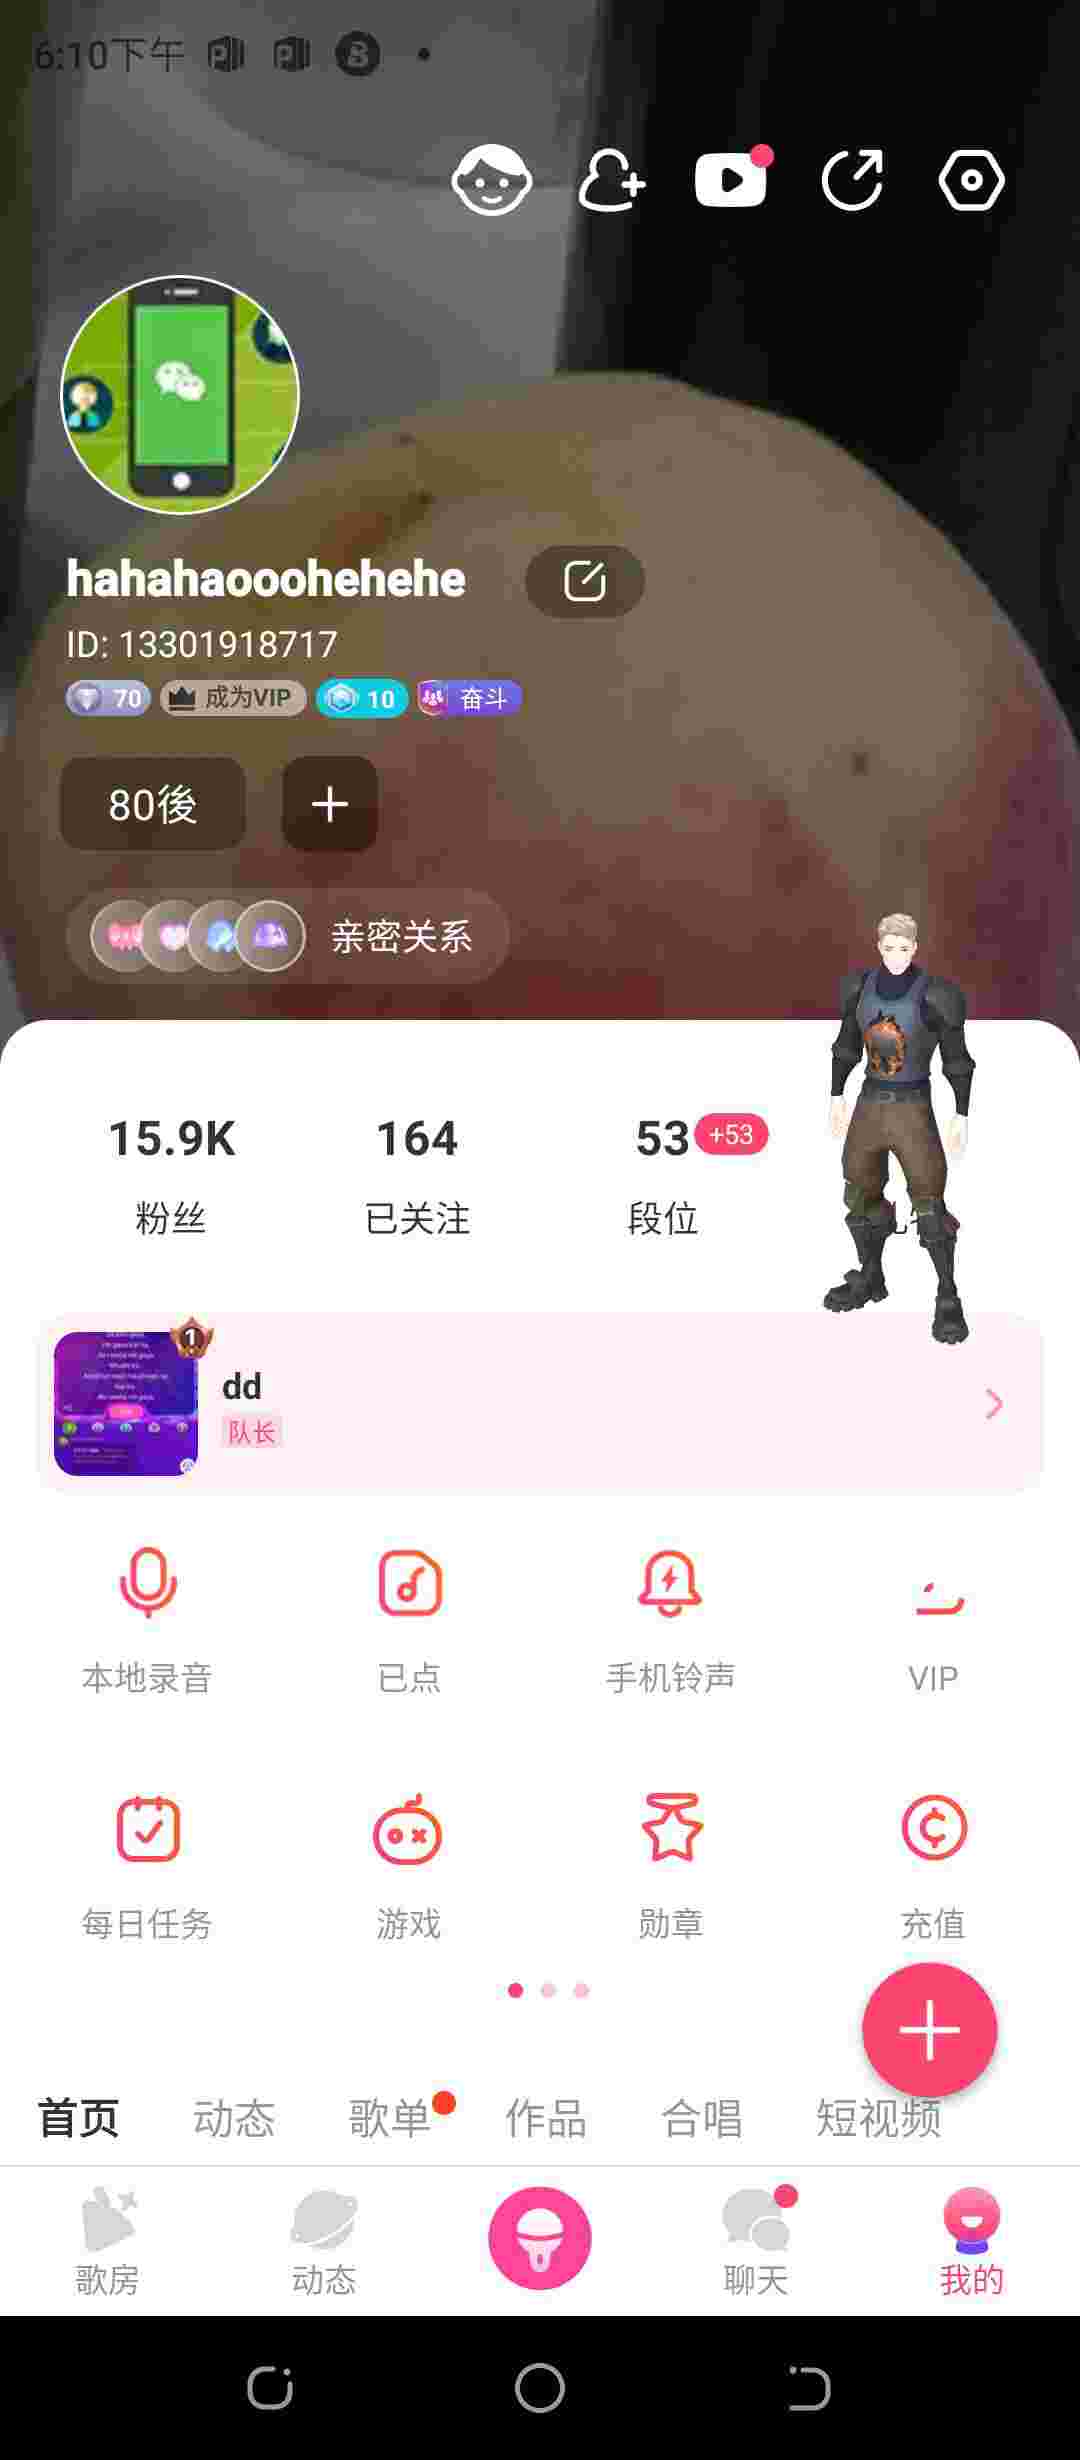 6:10下午
hahahaooohehehe
ID: 13301918717
70 成为VIP 10 奋斗
80後
亲密关系
15.9K 164 53 +53
粉丝 已关注 段位
1
dd
队长
本地录音 已点 手机铃声 VIP
每日任务 游戏 勋章 充值
首页 动态 歌单 作品 合唱 短视频
歌房 动态 聊天 我的